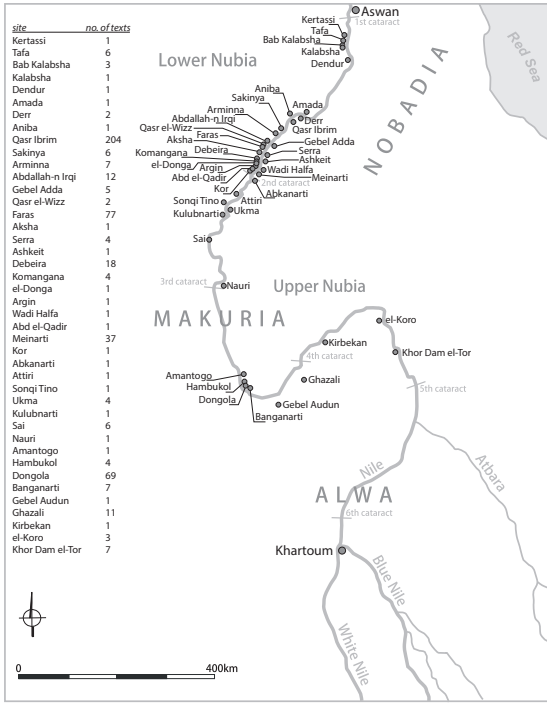 site no. of texts
Kertassi 1
Tafa 6
Bab Kalabsha 3
Kalabsha 1
Dendur 1
Amada 1
Derr 2
Aniba 1
Qasr Ibrim 204
Sakinya 6
Arminna 7
Abdallah-n Irqi 12
Gebel Adda 5
Qasr el-Wizz 2
Faras 77
Aksha 1
Serra 4
Ashkeit 1
Debeira 18
Komangana 4
el-Donga 1
Argin 1
Wadi Halfa 1
Abd el-Qadir 1
Meinarti 37
Kor 1
Abkanarti 1
Attiri 1
Sonqi Tino 1
Ukma 4
Kulubnarti 1
Sai 6
Nauri 1
Amantogo 1
Hambukol 4
Dongola 69
Banganarti 7
Gebel Audun 1
Ghazali 11
Kirbekan 1
el-Koro 3
Khor Dam el-Tor 7
0 400km
Aswan
1st cataract
Kertassi
Tafa
Bab Kalabsha
Kalabsha
Dendur
Lower Nubia
Red Sea
NOBADIA
Aniba
Sakinya
Amada
Arminna
Derr
Abdallah-n Irqi
Qasr Ibrim
Qasr el-Wizz
Faras
Gebel Adda
Aksha
Debeira
Serra
Komangana
Ashkeit
el-Donga
Argin
Wadi Halfa
Abd el-Qadir
Meinarti
2nd cataract
Kor
Abkanarti
Sonqi Tino
Attiri
Kulubnarti
Ukma
Sai
3rd cataract
Nauri
Upper Nubia
MAKURIA
el-Koro
Kirbekan
Khor Dam el-Tor
4th cataract
Amantogo
Ghazali
Hambukol
5th cataract
Dongola
Gebel Audun
Banganarti
Nile
Atbara
ALWA
6th cataract
Khartoum
Blue Nile
White Nile